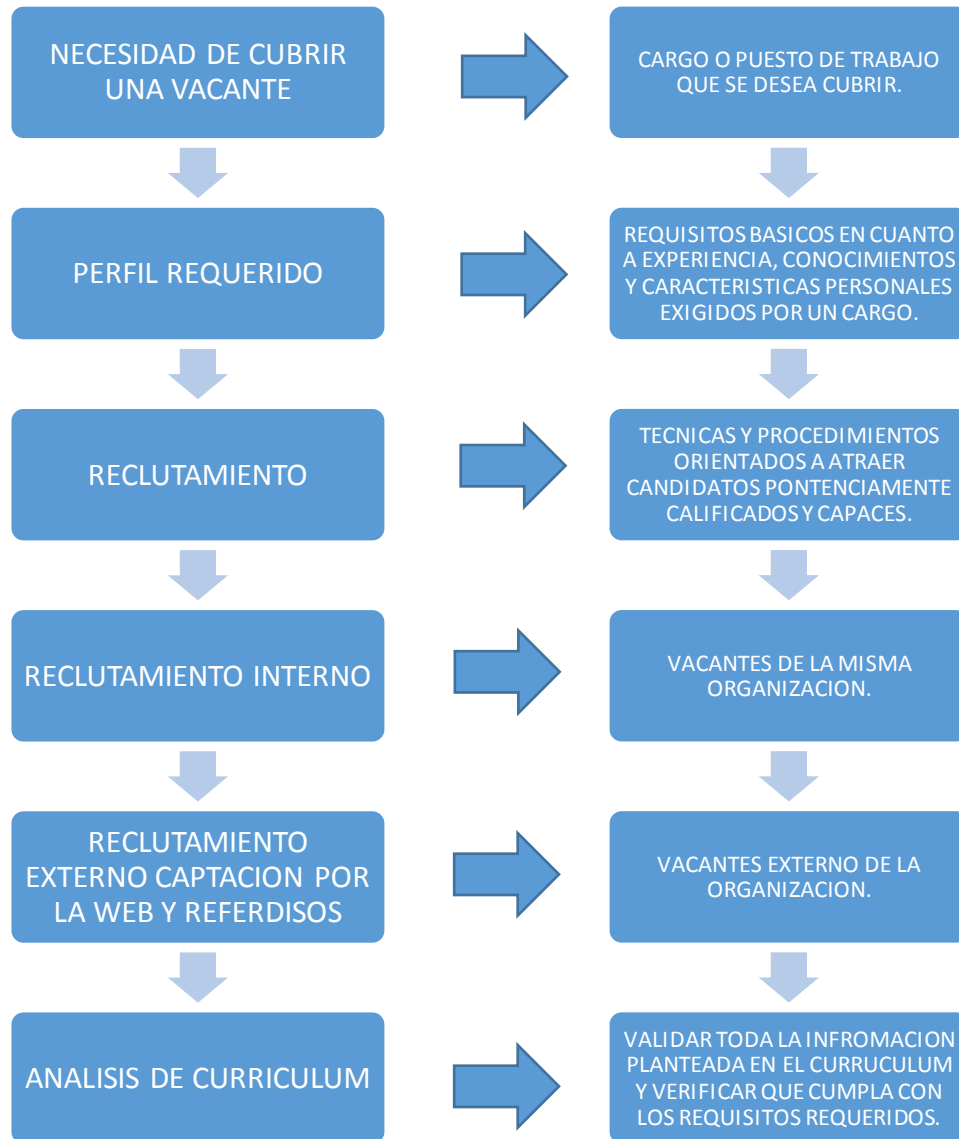 NECESIDAD DE CUBRIR
UNA VACANTE
CARGO O PUESTO DE TRABAJO
QUE SE DESEA CUBRIR.
PERFIL REQUERIDO
REQUISITOS BASICOS EN CUANTO
A EXPERIENCIA, CONOCIMIENTOS
Y CARACTERISTICAS PERSONALES
EXIGIDOS POR UN CARGO.
RECLUTAMIENTO
TECNICAS Y PROCEDIMIENTOS
ORIENTADOS A ATRAER
CANDIDATOS PONTENCIAMENTE
CALIFICADOS Y CAPACES.
RECLUTAMIENTO INTERNO
VACANTES DE LA MISMA
ORGANIZACION.
RECLUTAMIENTO
EXTERNO CAPTACION POR
LA WEB Y REFERDISOS
VACANTES EXTERNO DE LA
ORGANIZACION.
ANALISIS DE CURRICULUM
VALIDAR TODA LA INFROMACION
PLANTEADA EN EL CURRUCULUM
Y VERIFICAR QUE CUMPLA CON
LOS REQUISITOS REQUERIDOS.